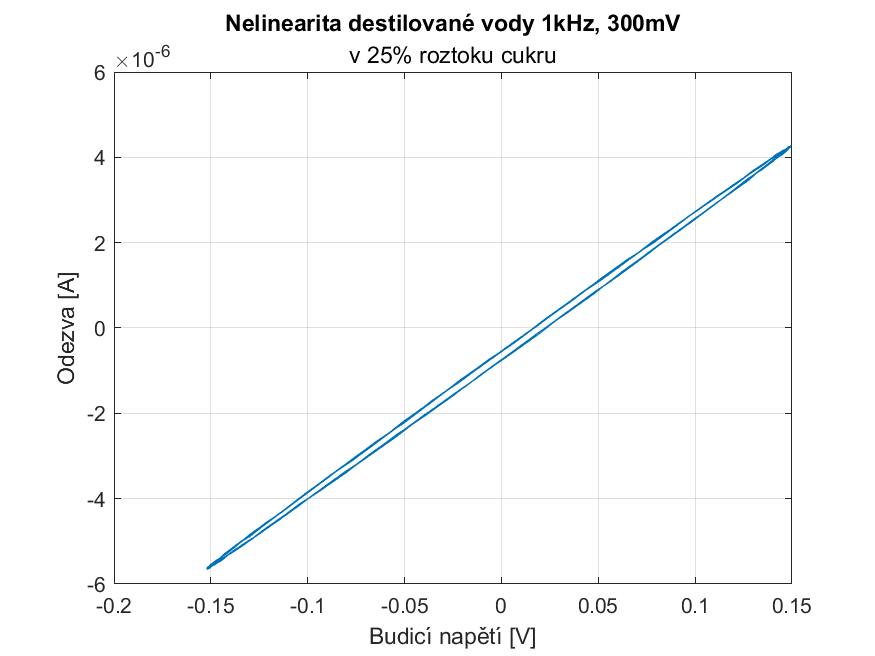 Nelinearita destilované vody 1kHz, 300mV
v 25% roztoku cukru
×10⁻⁶
6
4
2
0
-2
-4
-6
Odezva [A]
-0.2 -0.15 -0.1 -0.05 0 0.05 0.1 0.15
Budicí napětí [V]